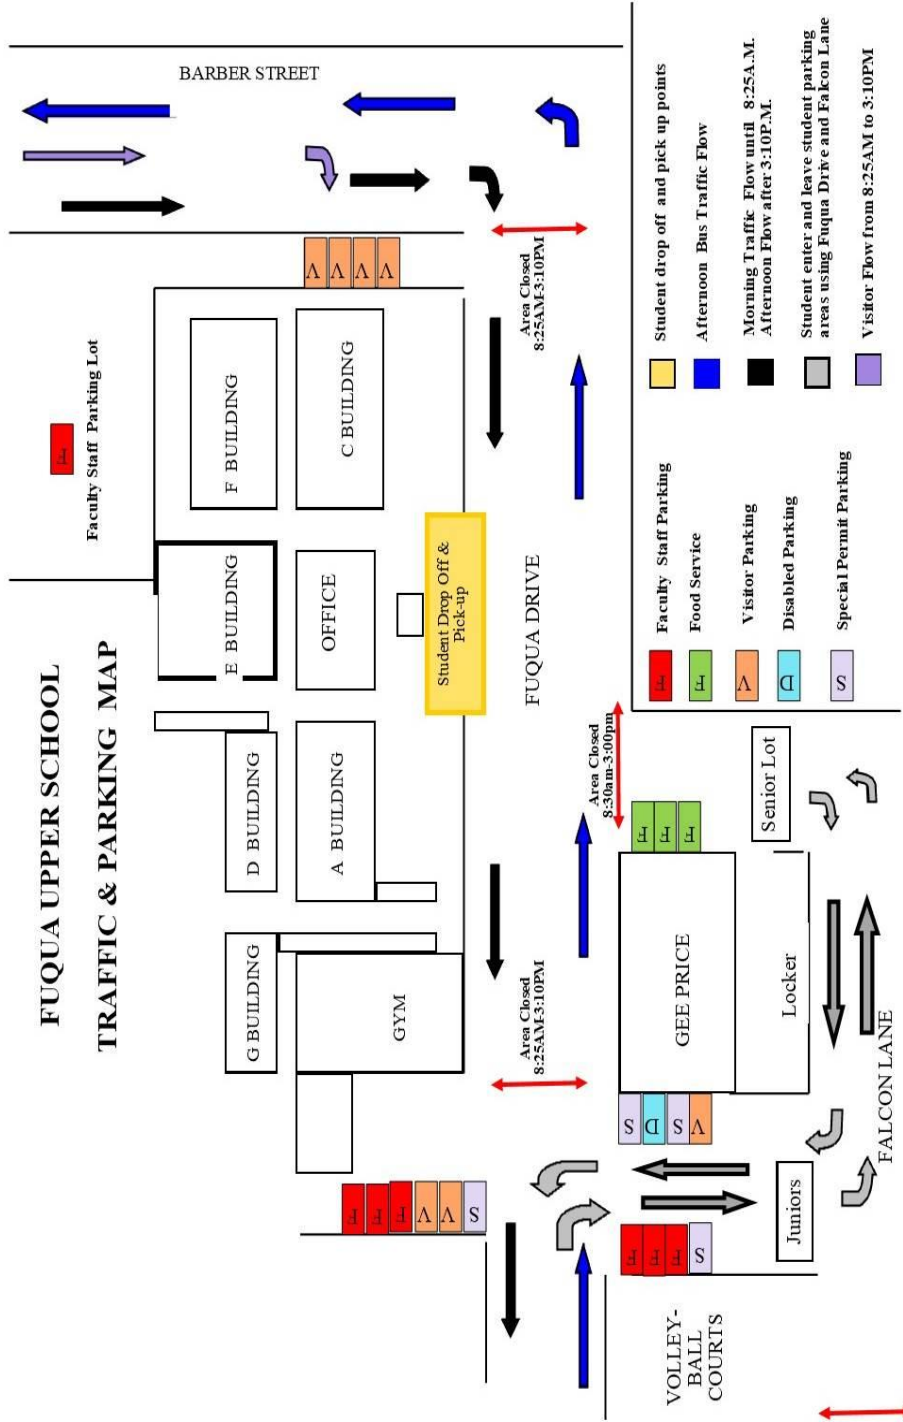 FUQUA UPPER SCHOOL
TRAFFIC & PARKING MAP
F
Faculty Staff Parking Lot
BARBER STREET
G BUILDING
D BUILDING
E BUILDING
F BUILDING
GYM
A BUILDING
OFFICE
C BUILDING
V
V
V
V
F
F
F
V
V
S
Student Drop Off &
Pick-up
Area Closed
8:25AM-3:10PM
FUQUA DRIVE
Area Closed
8:25AM-3:10PM
Area Closed
8:30am-3:00pm
F
F
F
S
S
D
S
V
GEE PRICE
F
F
F
VOLLEY-
BALL
COURTS
Juniors
Locker
Senior Lot
FALCON LANE
F
Faculty Staff Parking
F
Food Service
V
Visitor Parking
D
Disabled Parking
S
Special Permit Parking
Student drop off and pick up points
Afternoon Bus Traffic Flow
Morning Traffic Flow until 8:25A.M.
Afternoon Flow after 3:10P.M.
Student enter and leave student parking
areas using Fuqua Drive and Falcon Lane
Visitor Flow from 8:25AM to 3:10PM